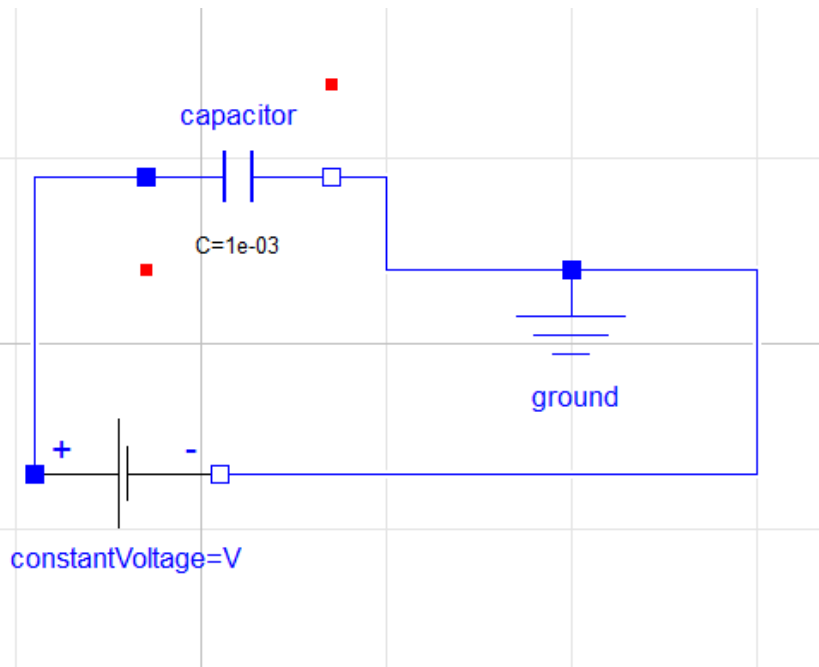 capacitor
C=1e-03
ground
+ -
constantVoltage=V